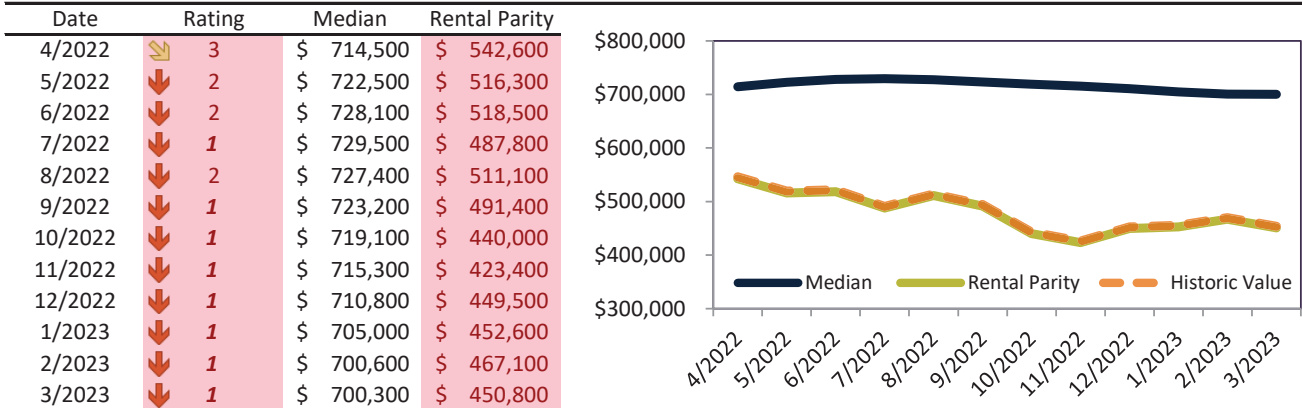 Date Rating Median Rental Parity
4/2022 3 $ 714,500 $ 542,600
5/2022 2 $ 722,500 $ 516,300
6/2022 2 $ 728,100 $ 518,500
7/2022 1 $ 729,500 $ 487,800
8/2022 2 $ 727,400 $ 511,100
9/2022 1 $ 723,200 $ 491,400
10/2022 1 $ 719,100 $ 440,000
11/2022 1 $ 715,300 $ 423,400
12/2022 1 $ 710,800 $ 449,500
1/2023 1 $ 705,000 $ 452,600
2/2023 1 $ 700,600 $ 467,100
3/2023 1 $ 700,300 $ 450,800
$800,000
$700,000
$600,000
$500,000
$400,000
$300,000
Median Rental Parity Historic Value
4/2022 5/2022 6/2022 7/2022 8/2022 9/2022 10/2022 11/2022 12/2022 1/2023 2/2023 3/2023